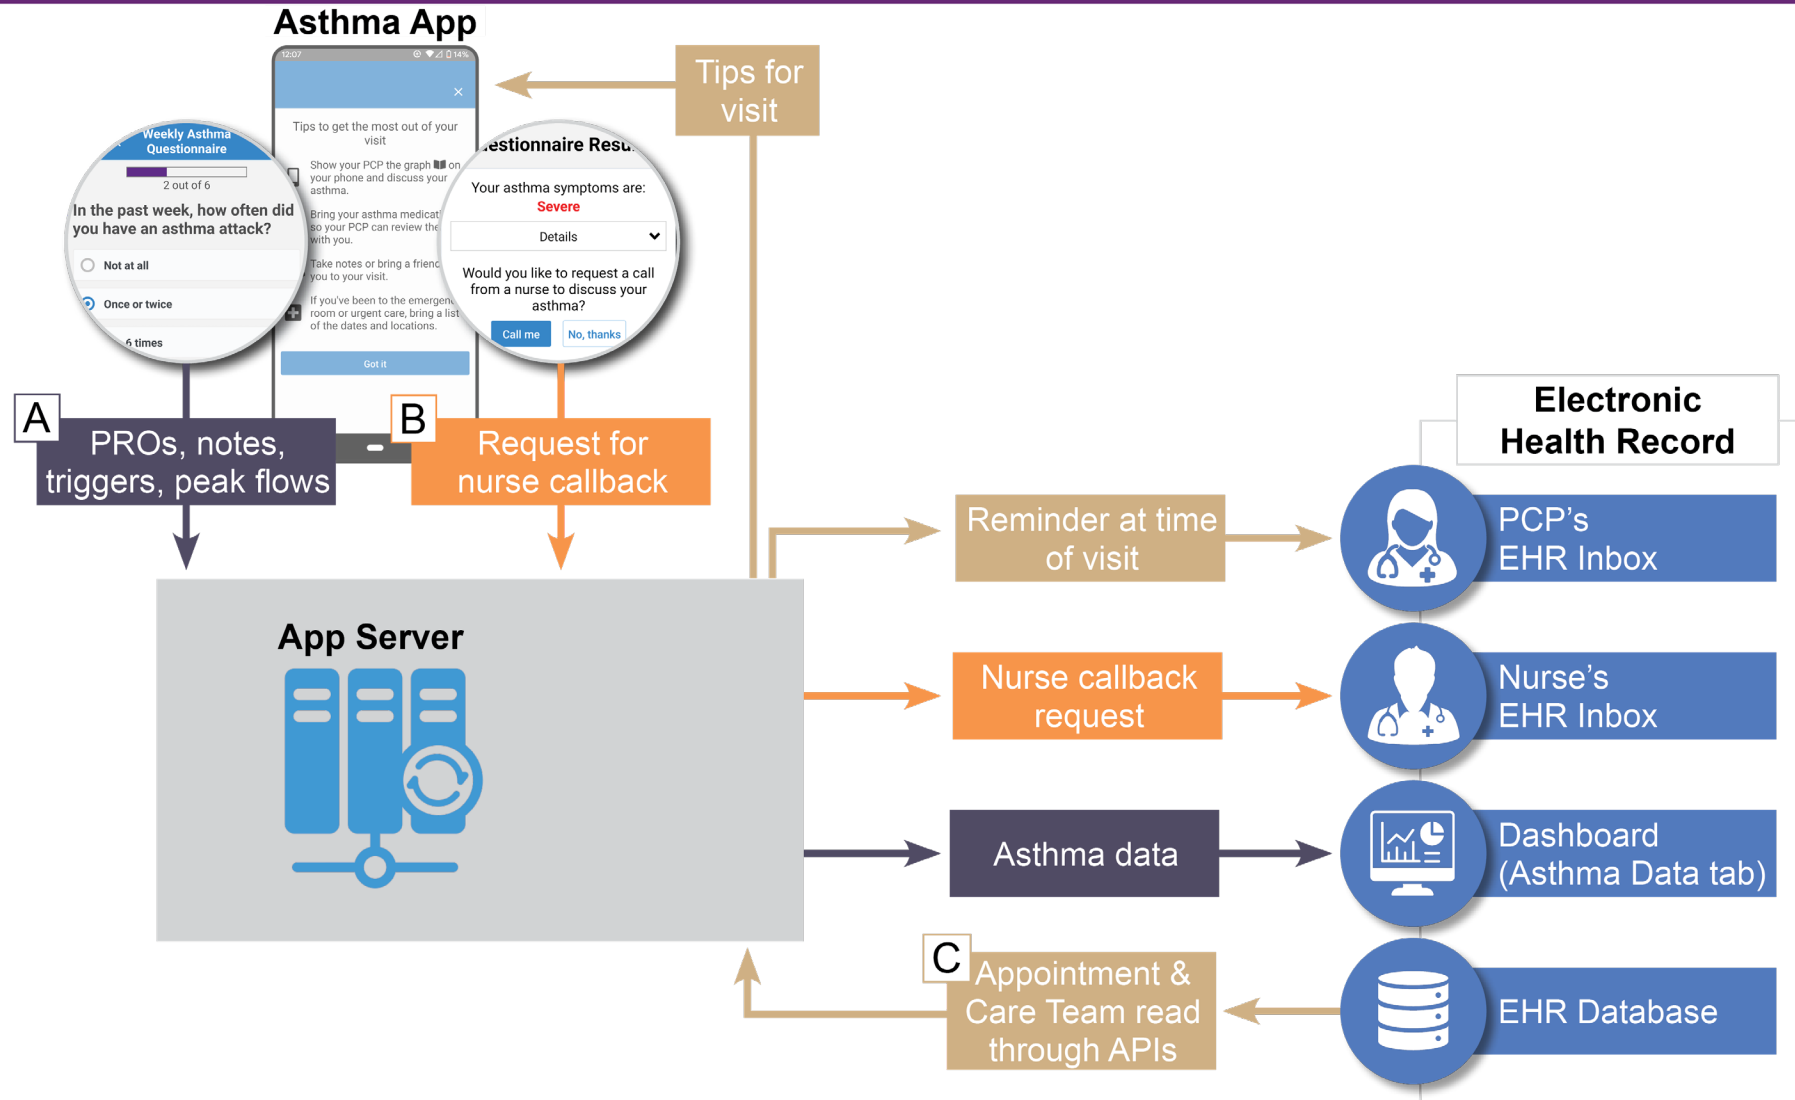 Asthma App
12:07
14%
Tips to get the most out of your
visit
Show your PCP the graph on
your phone and discuss your
asthma.
Bring your asthma
so your PCP can review
with you.
Take notes or bring a
you to your visit.
If you've been to the
room or urgent care, bring a list
of the dates and locations.
Got it
Weekly Asthma
Questionnaire
2 out of 6
In the past week, how often did
you have an asthma attack?
Not at all
Once or twice
6 times
Your asthma symptoms are:
Severe
Details
Would you like to request a call
from a nurse to discuss your
asthma?
Call me
No, thanks
Tips for
visit
A
PROs, notes,
triggers, peak flows
B
Request for
nurse callback
App Server
Electronic
Health Record
Reminder at time
of visit
PCP's
EHR Inbox
Nurse callback
request
Nurse's
EHR Inbox
Asthma data
Dashboard
(Asthma Data tab)
C
Appointment &
Care Team read
through APIs
EHR Database